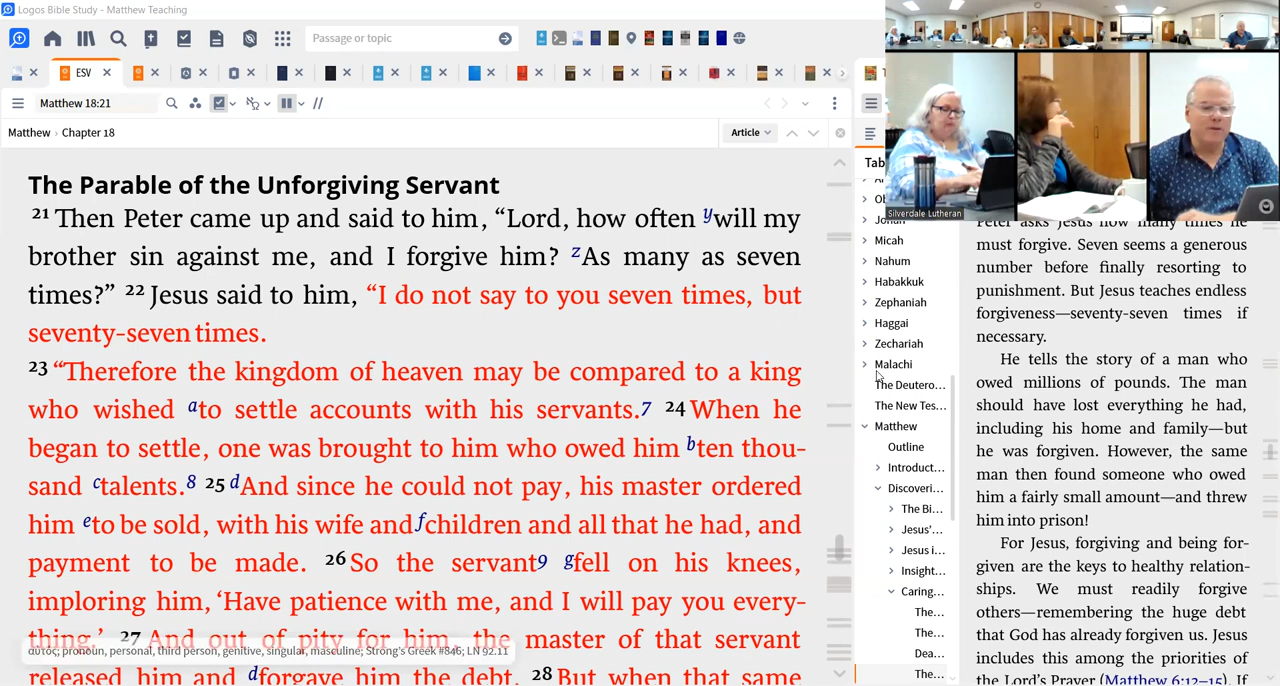 Logos Bible Study - Matthew Teaching
Passage or topic
ESV
Matthew 18:21
Matthew › Chapter 18
Article
The Parable of the Unforgiving Servant
21 Then Peter came up and said to him, “Lord, how often y will my
brother sin against me, and I forgive him? z As many as seven
times?” 22 Jesus said to him, “I do not say to you seven times, but
seventy-seven times.
23 “Therefore the kingdom of heaven may be compared to a king
who wished a to settle accounts with his servants.7 24 When he
began to settle, one was brought to him who owed him b ten thou-
sand c talents.8 25 d And since he could not pay, his master ordered
him e to be sold, with his wife and f children and all that he had, and
payment to be made. 26 So the servant9 g fell on his knees,
imploring him, ‘Have patience with me, and I will pay you every-
thing.’ 27 And out of pity for him, the master of that servant
released him and d forgave him the debt. 28 But when that same
αὐτός; pronoun, personal, third person, genitive, singular, masculine; Strong's Greek #846; LN 92.11
Silverdale Lutheran
Tab
Jonah
Micah
Nahum
Habakkuk
Zephaniah
Haggai
Zechariah
Malachi
The Deutero...
The New Tes...
Matthew
Outline
Introduct...
Discoveri...
The Bi...
Jesus'...
Jesus i...
Insight...
Caring...
The...
The...
Dea...
The...
Peter asks Jesus how many times he
must forgive. Seven seems a generous
number before finally resorting to
punishment. But Jesus teaches endless
forgiveness—seventy-seven times if
necessary.
He tells the story of a man who
owed millions of pounds. The man
should have lost everything he had,
including his home and family—but
he was forgiven. However, the same
man then found someone who owed
him a fairly small amount—and threw
him into prison!
For Jesus, forgiving and being for-
given are the keys to healthy relation-
ships. We must readily forgive
others—remembering the huge debt
that God has already forgiven us. Jesus
includes this among the priorities of
the Lord's Prayer (Matthew 6:12–15). If